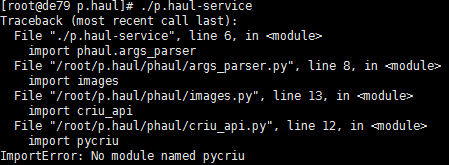 [root@de79 p.haul]# ./p.haul-service
Traceback (most recent call last):
  File "./p.haul-service", line 6, in <module>
    import phaul.args_parser
  File "/root/p.haul/phaul/args_parser.py", line 8, in <module>
    import images
  File "/root/p.haul/phaul/images.py", line 13, in <module>
    import criu_api
  File "/root/p.haul/phaul/criu_api.py", line 12, in <module>
    import pycriu
ImportError: No module named pycriu